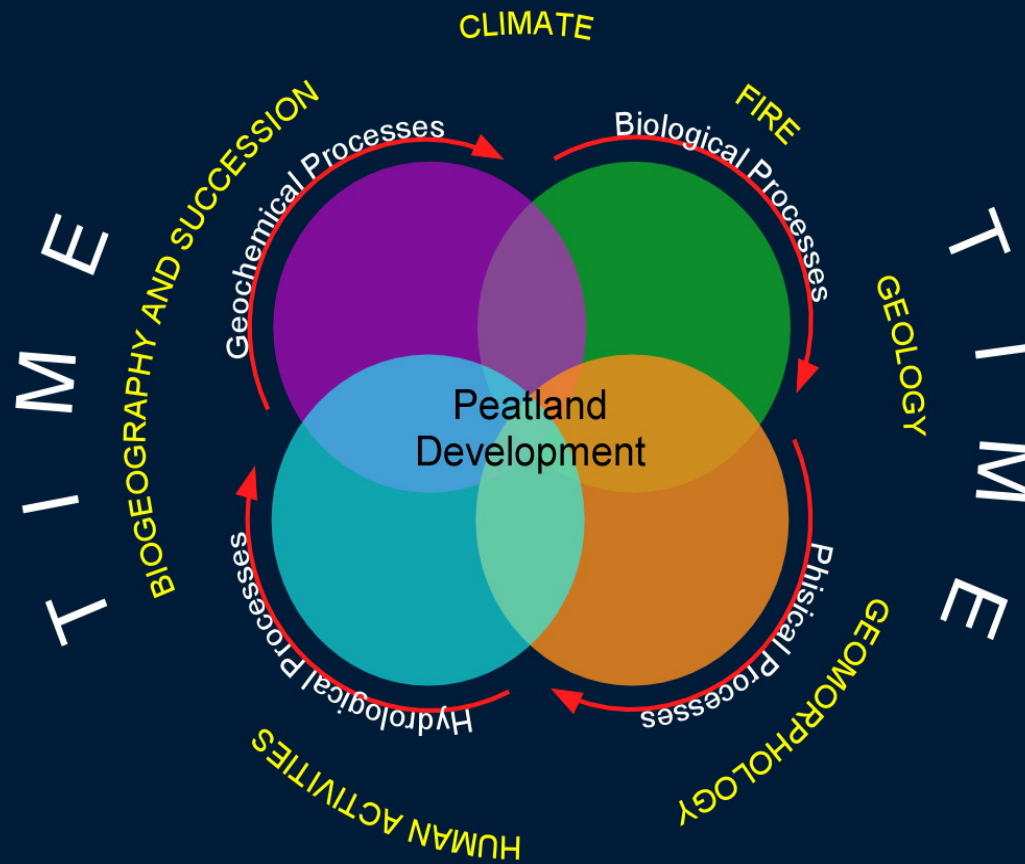 CLIMATE
FIRE
GEOLOGY
GEOMORPHOLOGY
HUMAN ACTIVITIES
BIOGEOGRAPHY AND SUCCESSION
TIME
TIME
Geochemical Processes
Biological Processes
Phisical Processes
Hydrological Processes
Peatland
Development